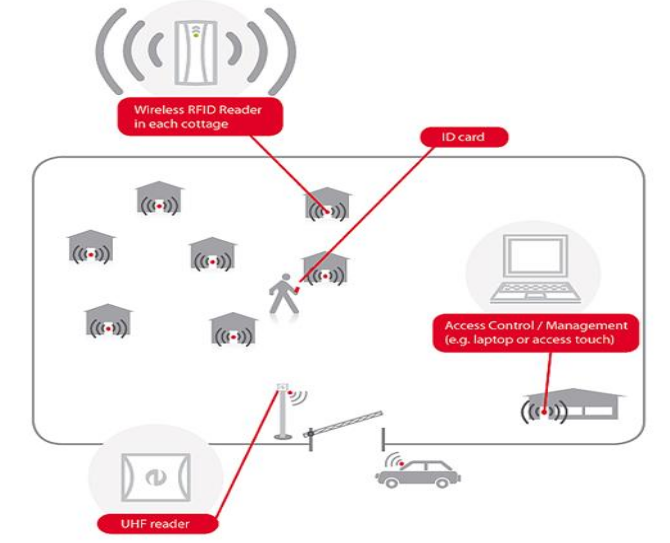 Wireless RFID Reader
in each cottage
ID card
Access Control / Management
(e.g. laptop or access touch)
UHF reader